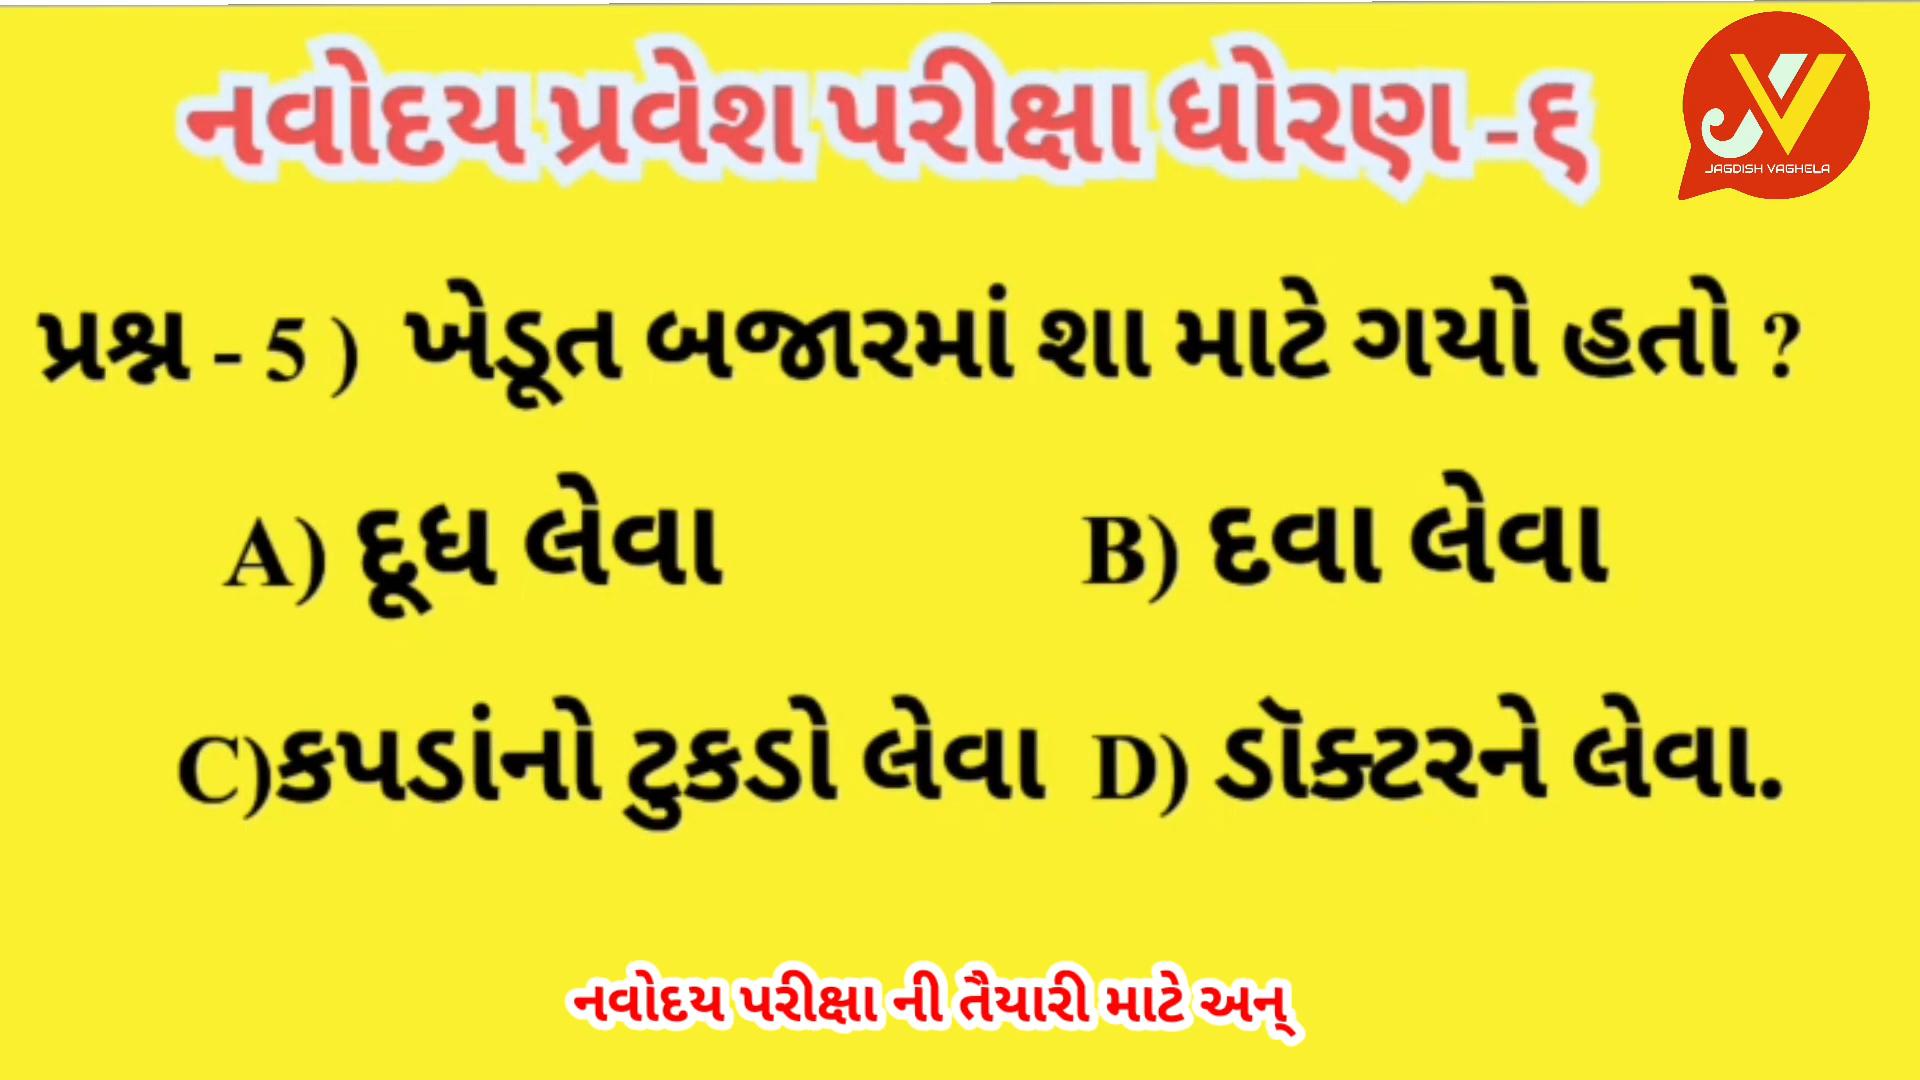 નવોદય પ્રવેશ પરીક્ષા ધોરણ -૬
JAGDISH VAGHELA
પ્રશ્ન - 5 ) ખેડૂત બજારમાં શા માટે ગયો હતો ?
A) દૂધ લેવા B) દવા લેવા
C)કપડાંનો ટુકડો લેવા D) ડૉક્ટરને લેવા.
નવોદય પરીક્ષા ની તૈયારી માટે અન્